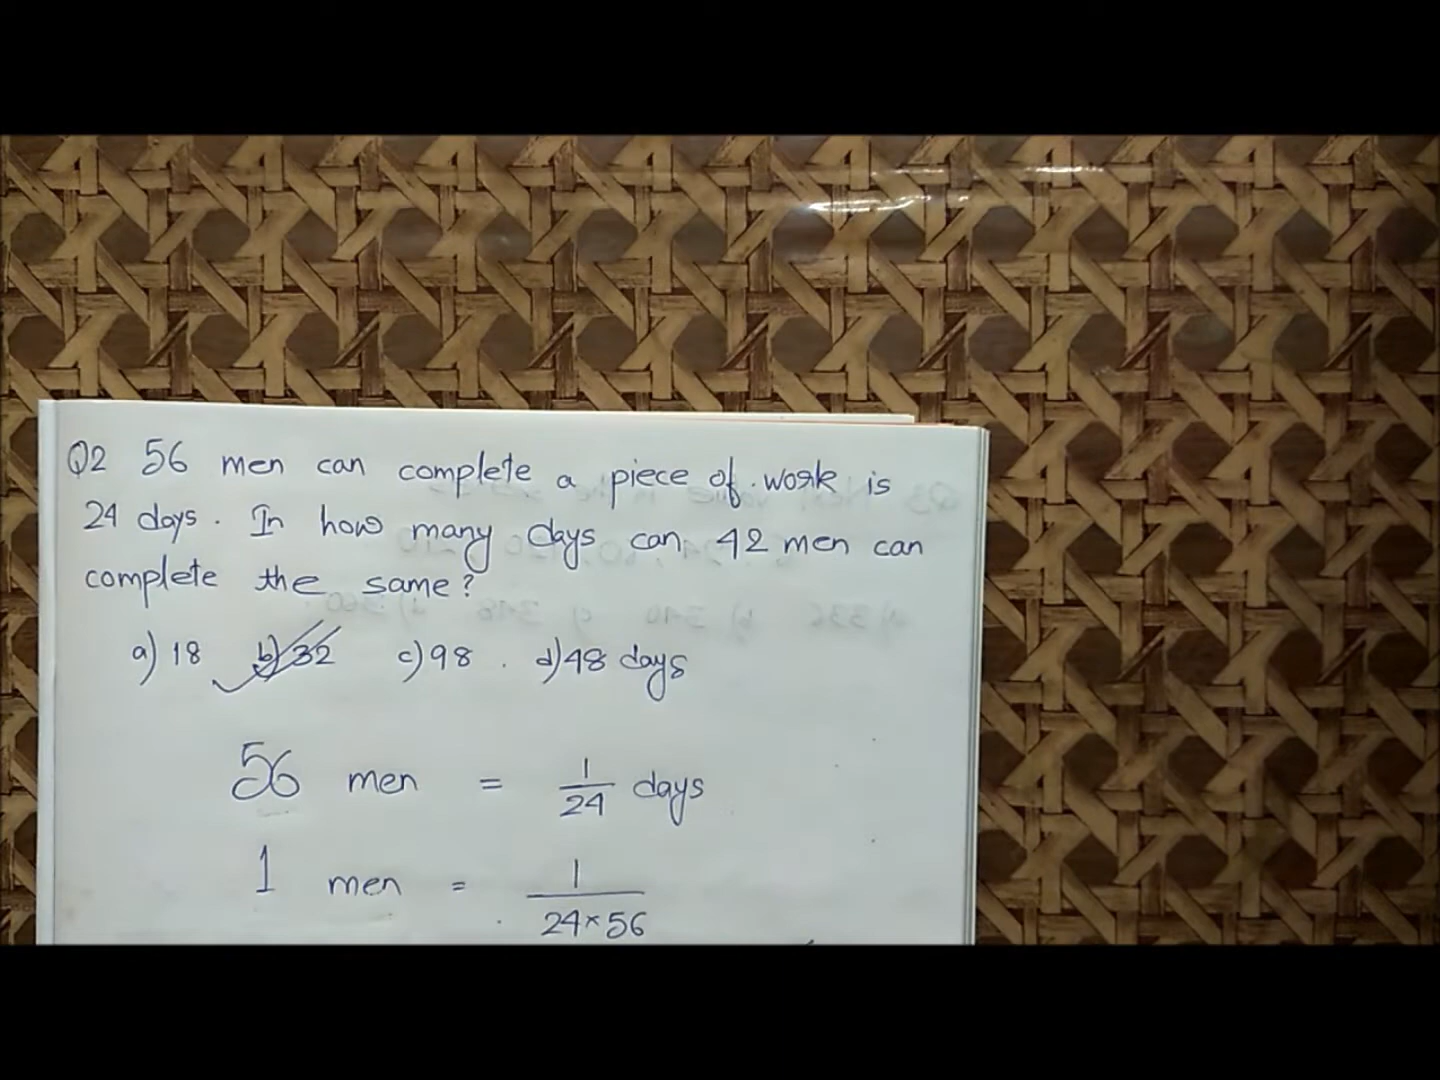 Q2 56 men can complete a piece of work is
24 days. In how many days can 42 men can
complete the same?
a) 18 b) 32 c) 98 d) 48 days
56 men = 1/24 days
1 men = 1/24×56